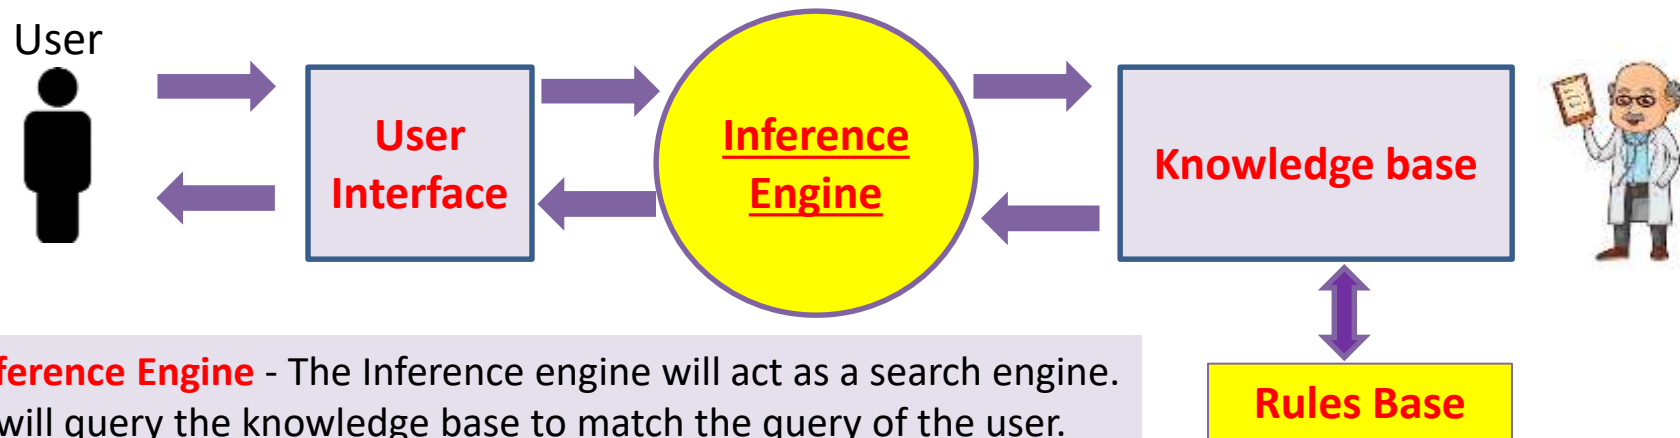 User
User
Interface
Inference
Engine
Knowledge base
ference Engine - The Inference engine will act as a search engine.
will query the knowledge base to match the query of the user.
Rules Base